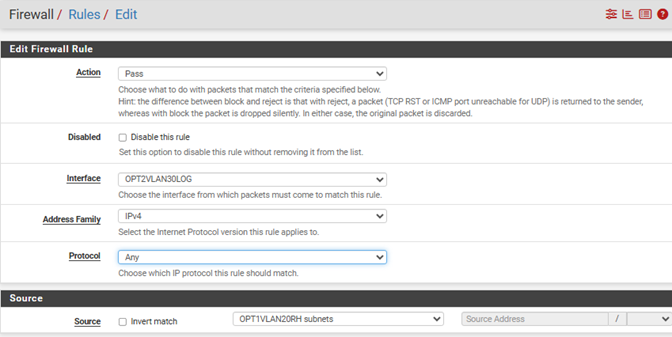 Firewall / Rules / Edit
Edit Firewall Rule
Action Pass
Choose what to do with packets that match the criteria specified below.
Hint: the difference between block and reject is that with reject, a packet (TCP RST or ICMP port unreachable for UDP) is returned to the sender,
whereas with block the packet is dropped silently. In either case, the original packet is discarded.
Disabled Disable this rule
Set this option to disable this rule without removing it from the list.
Interface OPT2VLAN30LOG
Choose the interface from which packets must come to match this rule.
Address Family IPv4
Select the Internet Protocol version this rule applies to.
Protocol Any
Choose which IP protocol this rule should match.
Source
Source Invert match OPT1VLAN20RH subnets Source Address /